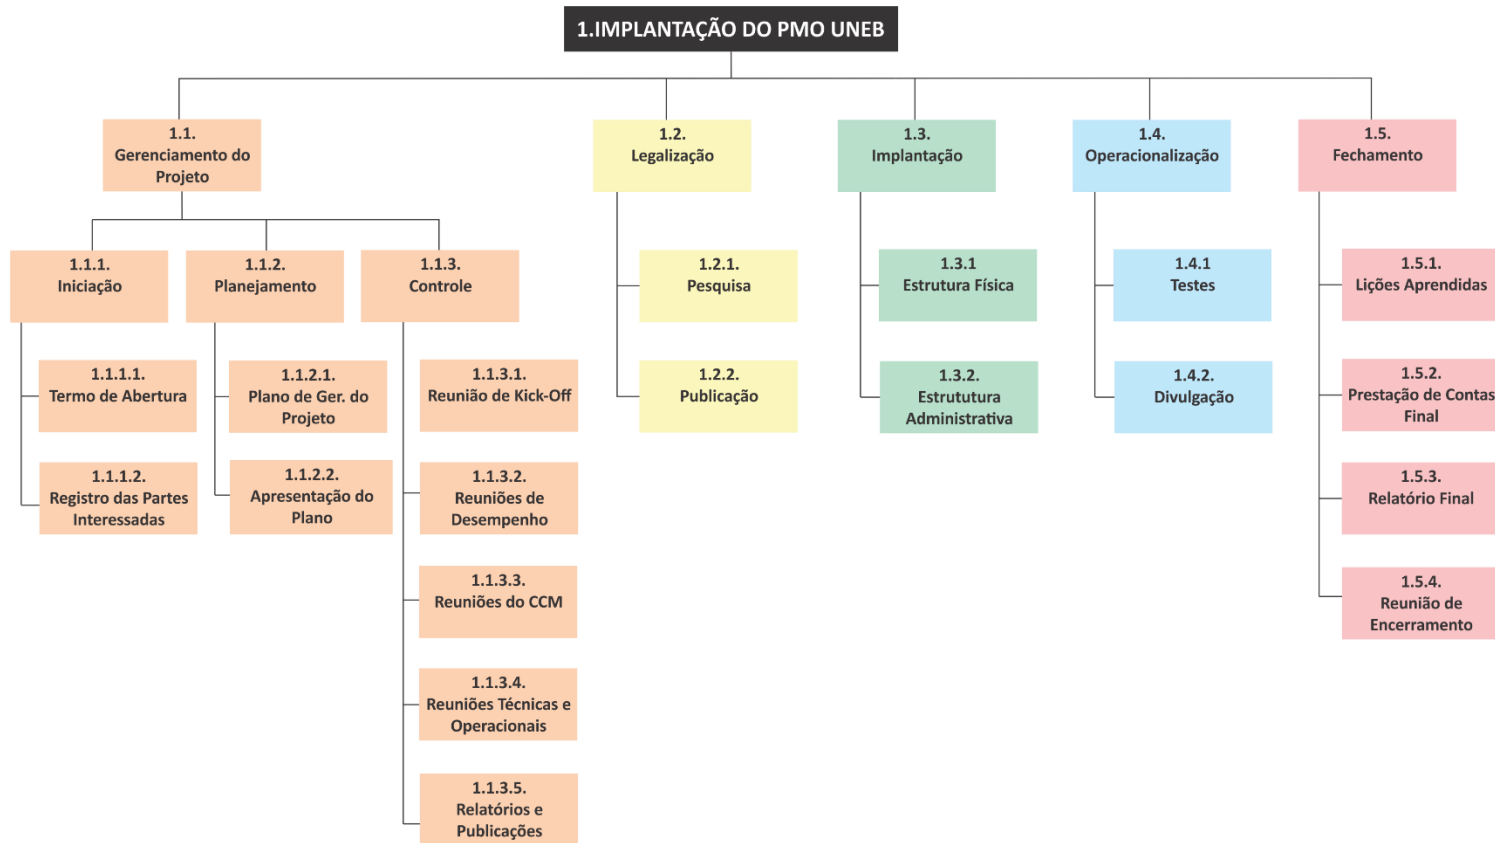 1.IMPLANTAÇÃO DO PMO UNEB
1.1.
Gerenciamento do
Projeto
1.2.
Legalização
1.3.
Implantação
1.4.
Operacionalização
1.5.
Fechamento
1.1.1.
Iniciação
1.1.2.
Planejamento
1.1.3.
Controle
1.2.1.
Pesquisa
1.3.1
Estrutura Física
1.4.1
Testes
1.5.1.
Lições Aprendidas
1.1.1.1.
Termo de Abertura
1.1.2.1.
Plano de Ger. do
Projeto
1.1.3.1.
Reunião de Kick-Off
1.2.2.
Publicação
1.3.2.
Estrututura
Administrativa
1.4.2.
Divulgação
1.5.2.
Prestação de Contas
Final
1.1.1.2.
Registro das Partes
Interessadas
1.1.2.2.
Apresentação do
Plano
1.1.3.2.
Reuniões de
Desempenho
1.5.3.
Relatório Final
1.1.3.3.
Reuniões do CCM
1.5.4.
Reunião de
Encerramento
1.1.3.4.
Reuniões Técnicas e
Operacionais
1.1.3.5.
Relatórios e
Publicações